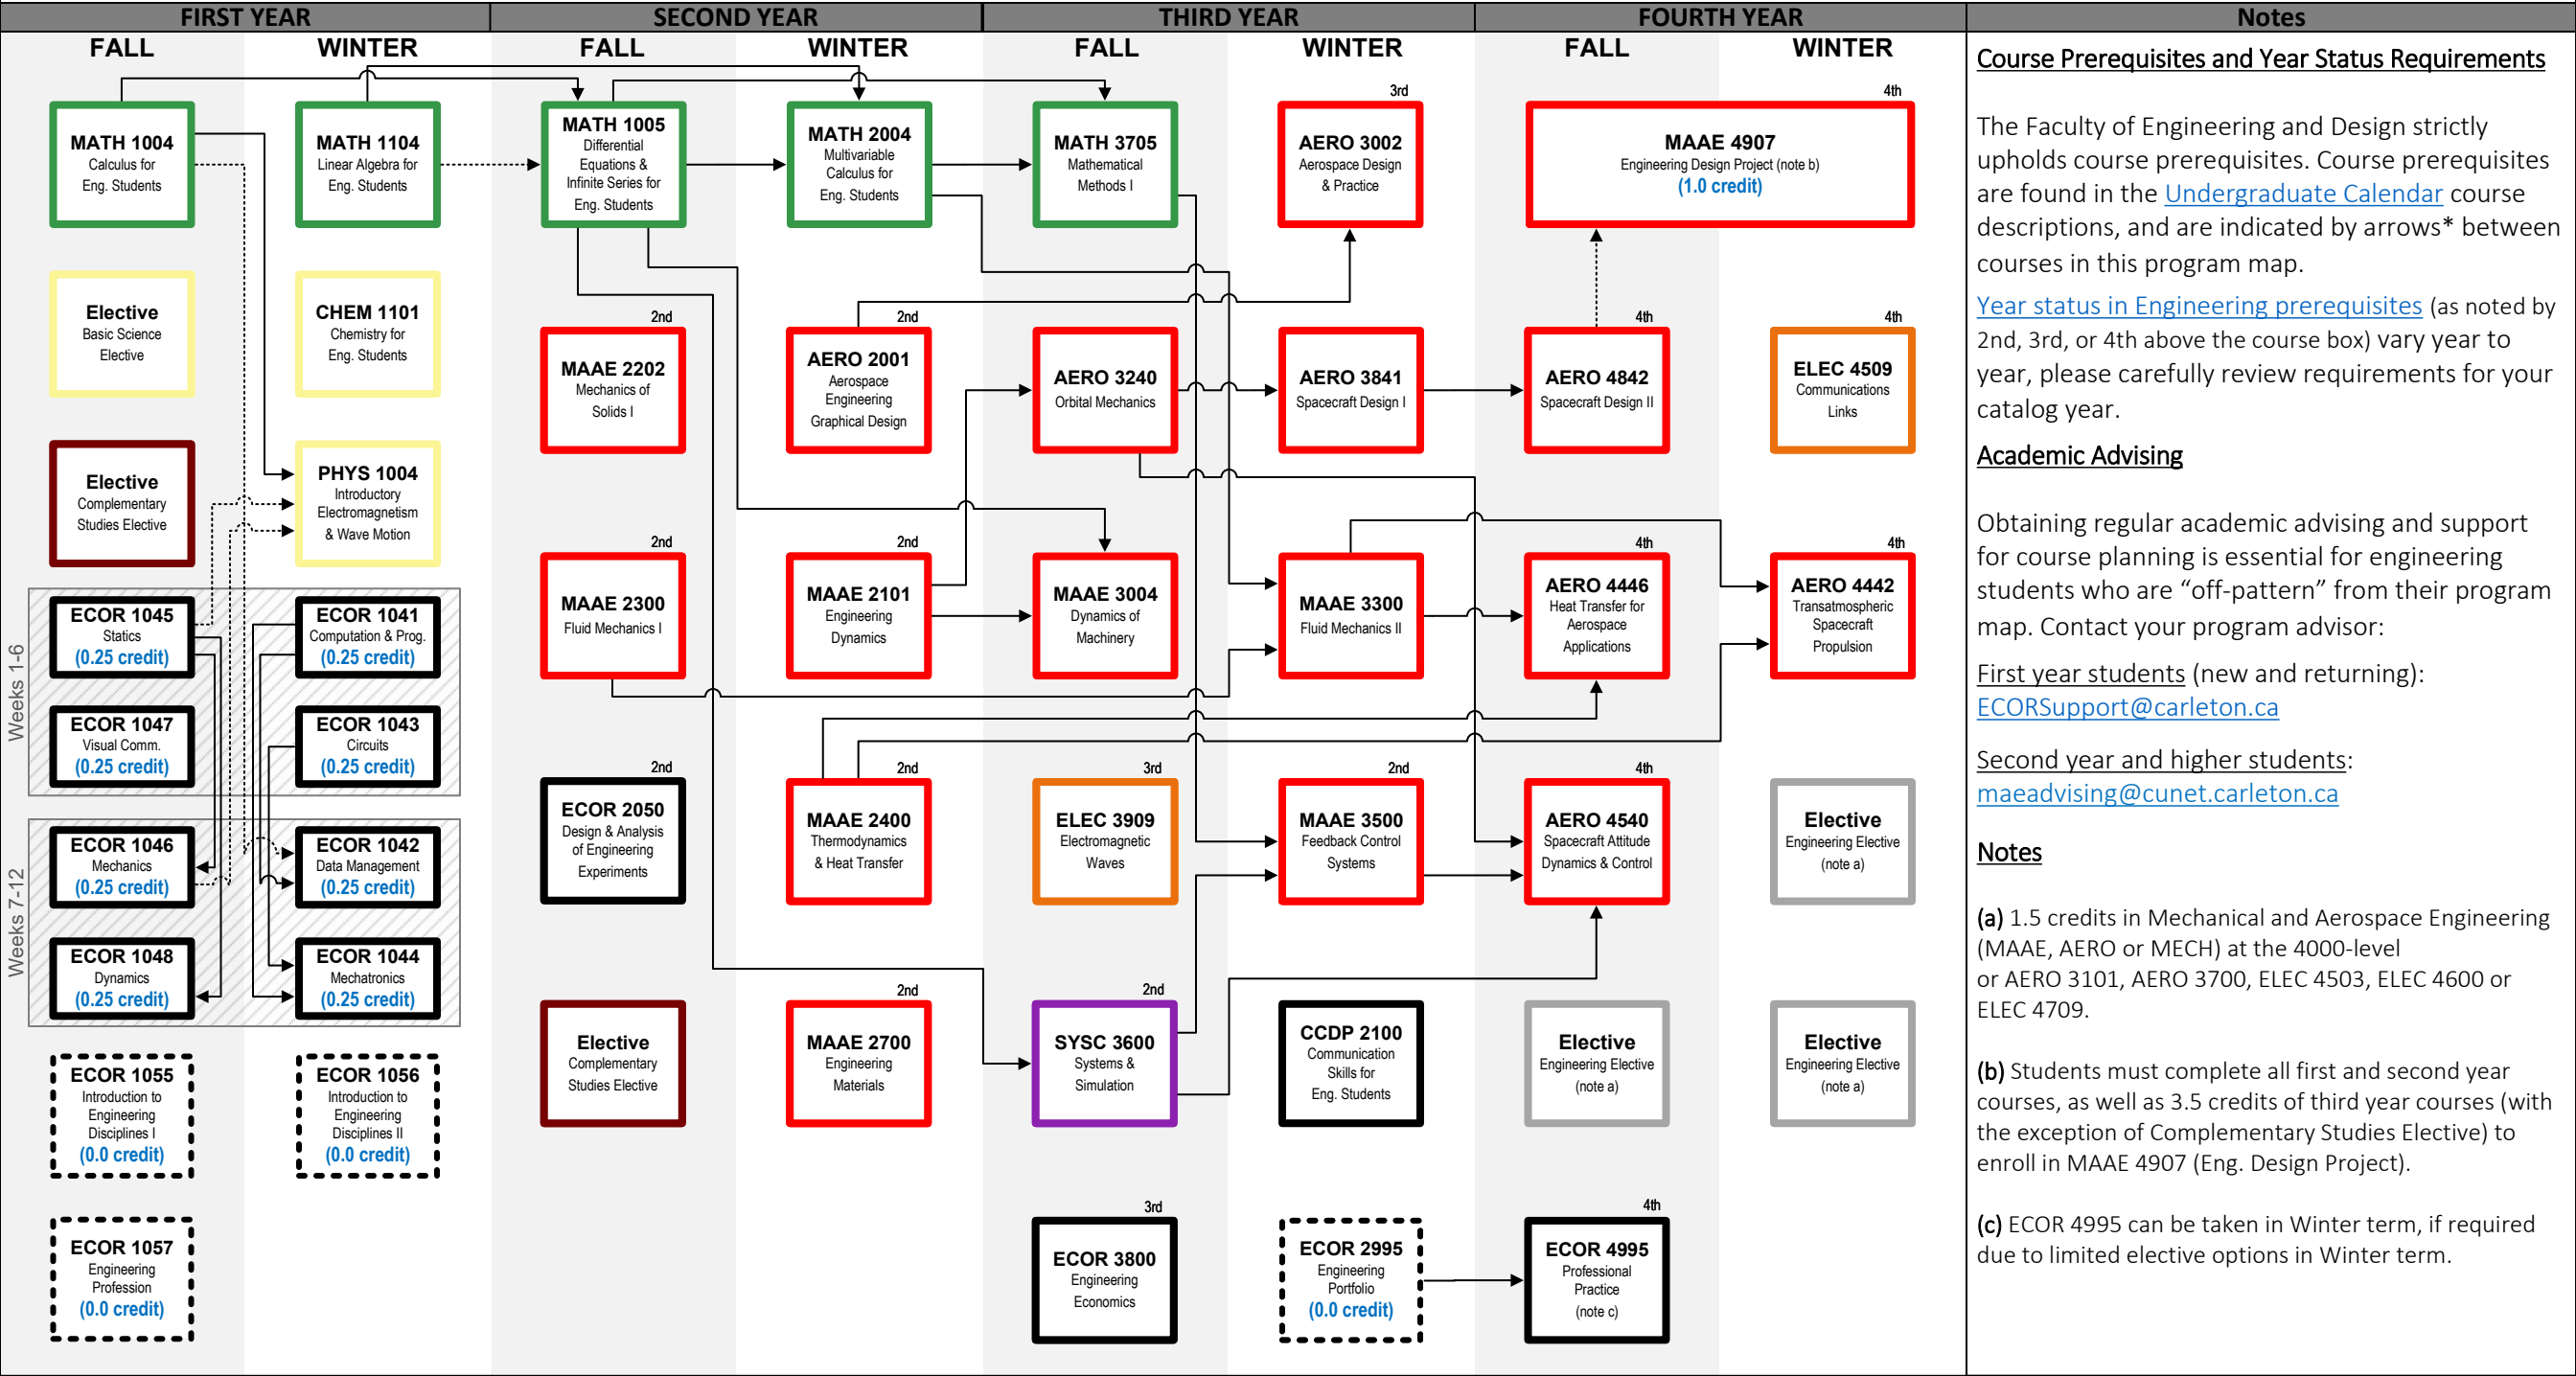 FIRST YEAR
SECOND YEAR
THIRD YEAR
FOURTH YEAR
Notes
FALL
WINTER
FALL
WINTER
FALL
WINTER
FALL
WINTER
MATH 1004
Calculus for
Eng. Students
MATH 1104
Linear Algebra for
Eng. Students
MATH 1005
Differential
Equations &
Infinite Series for
Eng. Students
MATH 2004
Multivariable
Calculus for
Eng. Students
MATH 3705
Mathematical
Methods I
3rd
AERO 3002
Aerospace Design
& Practice
4th
MAAE 4907
Engineering Design Project (note b)
(1.0 credit)
Elective
Basic Science
Elective
CHEM 1101
Chemistry for
Eng. Students
2nd
MAAE 2202
Mechanics of
Solids I
2nd
AERO 2001
Aerospace
Engineering
Graphical Design
AERO 3240
Orbital Mechanics
AERO 3841
Spacecraft Design I
4th
AERO 4842
Spacecraft Design II
4th
ELEC 4509
Communications
Links
Elective
Complementary
Studies Elective
PHYS 1004
Introductory
Electromagnetism
& Wave Motion
2nd
MAAE 2300
Fluid Mechanics I
2nd
MAAE 2101
Engineering
Dynamics
MAAE 3004
Dynamics of
Machinery
MAAE 3300
Fluid Mechanics II
4th
AERO 4446
Heat Transfer for
Aerospace
Applications
4th
AERO 4442
Transatmospheric
Spacecraft
Propulsion
Weeks 1-6
ECOR 1045
Statics
(0.25 credit)
ECOR 1041
Computation & Prog.
(0.25 credit)
ECOR 1047
Visual Comm.
(0.25 credit)
ECOR 1043
Circuits
(0.25 credit)
Weeks 7-12
ECOR 1046
Mechanics
(0.25 credit)
ECOR 1042
Data Management
(0.25 credit)
ECOR 1048
Dynamics
(0.25 credit)
ECOR 1044
Mechatronics
(0.25 credit)
2nd
ECOR 2050
Design & Analysis
of Engineering
Experiments
2nd
MAAE 2400
Thermodynamics
& Heat Transfer
3rd
ELEC 3909
Electromagnetic
Waves
2nd
MAAE 3500
Feedback Control
Systems
4th
AERO 4540
Spacecraft Attitude
Dynamics & Control
Elective
Engineering Elective
(note a)
Elective
Complementary
Studies Elective
2nd
MAAE 2700
Engineering
Materials
2nd
SYSC 3600
Systems &
Simulation
CCDP 2100
Communication
Skills for
Eng. Students
Elective
Engineering Elective
(note a)
Elective
Engineering Elective
(note a)
ECOR 1055
Introduction to
Engineering
Disciplines I
(0.0 credit)
ECOR 1056
Introduction to
Engineering
Disciplines II
(0.0 credit)
ECOR 1057
Engineering
Profession
(0.0 credit)
3rd
ECOR 3800
Engineering
Economics
ECOR 2995
Engineering
Portfolio
(0.0 credit)
4th
ECOR 4995
Professional
Practice
(note c)
Course Prerequisites and Year Status Requirements
The Faculty of Engineering and Design strictly
upholds course prerequisites. Course prerequisites
are found in the Undergraduate Calendar course
descriptions, and are indicated by arrows* between
courses in this program map.
Year status in Engineering prerequisites (as noted by
2nd, 3rd, or 4th above the course box) vary year to
year, please carefully review requirements for your
catalog year.
Academic Advising
Obtaining regular academic advising and support
for course planning is essential for engineering
students who are “off-pattern” from their program
map. Contact your program advisor:
First year students (new and returning):
ECORSupport@carleton.ca
Second year and higher students:
maeadvising@cunet.carleton.ca
Notes
(a) 1.5 credits in Mechanical and Aerospace Engineering
(MAAE, AERO or MECH) at the 4000-level
or AERO 3101, AERO 3700, ELEC 4503, ELEC 4600 or
ELEC 4709.
(b) Students must complete all first and second year
courses, as well as 3.5 credits of third year courses (with
the exception of Complementary Studies Elective) to
enroll in MAAE 4907 (Eng. Design Project).
(c) ECOR 4995 can be taken in Winter term, if required
due to limited elective options in Winter term.